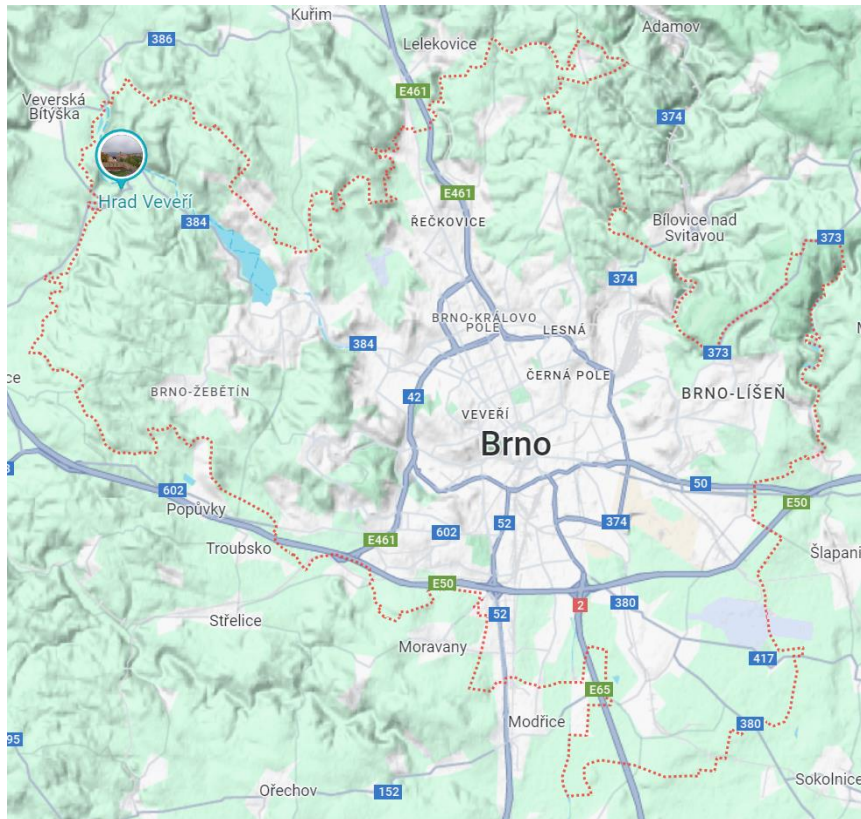 Kuřim
386
Lelekovice
Adamov
E461
Veverská
Bítýška
374
Hrad Veveří
E461
384
ŘEČKOVICE
Bílovice nad
Svitavou
373
374
BRNO-KRÁLOVO
POLE
LESNÁ
384
373
ČERNÁ POLE
BRNO-ŽEBĚTÍN
42
BRNO-LÍŠEŇ
VEVEŘÍ
Brno
50
602
E50
Popůvky
52
374
602
E461
Troubsko
Šlapani
E50
2
380
52
Střelice
Moravany
417
E65
Modřice
380
95
Sokolnice
Ořechov
152